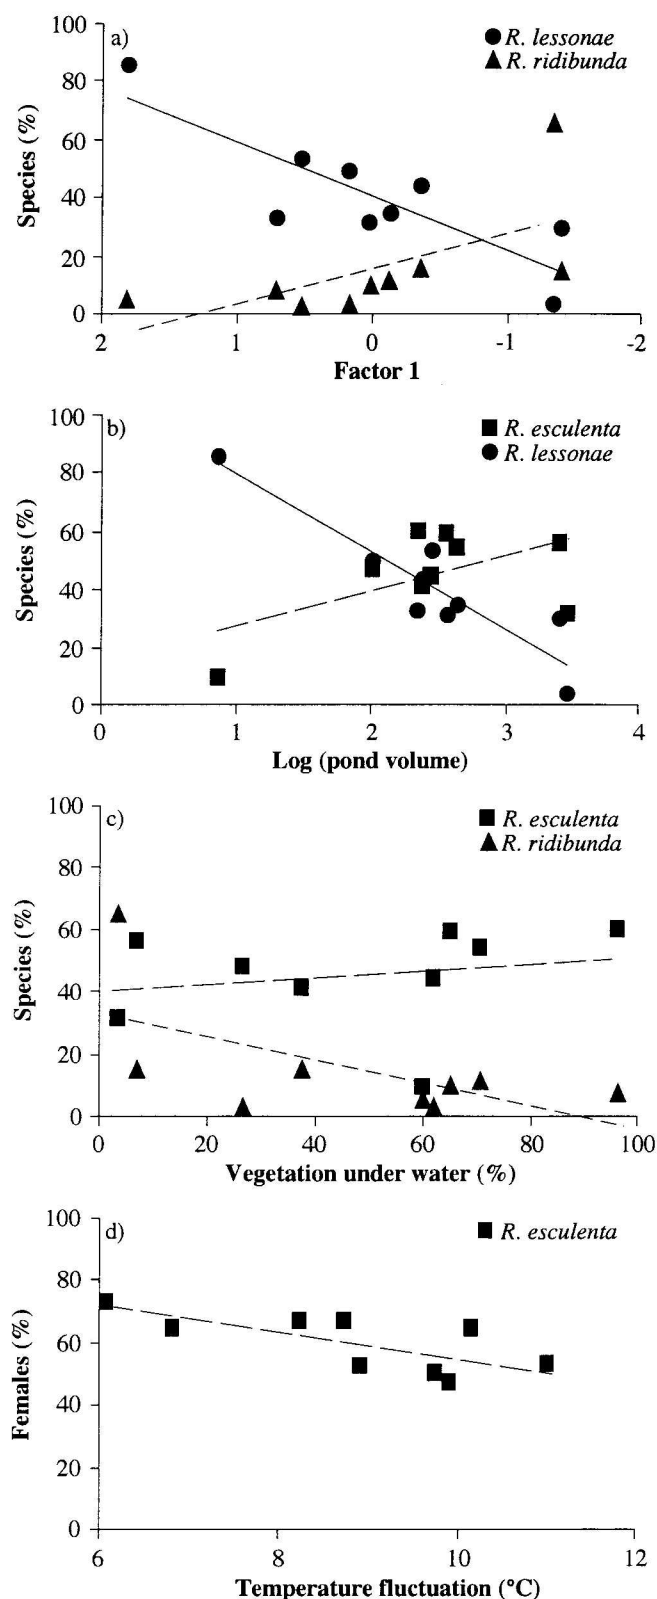 100
a)
R. lessonae
R. ridibunda
80
60
40
20
0
Species (%)
2 1 0 -1 -2
Factor 1
100
b)
R. esculenta
R. lessonae
80
60
40
20
0
Species (%)
0 1 2 3 4
Log (pond volume)
100
c)
R. esculenta
R. ridibunda
80
60
40
20
0
Species (%)
0 20 40 60 80 100
Vegetation under water (%)
100
d)
R. esculenta
80
60
40
20
0
Females (%)
6 8 10 12
Temperature fluctuation (°C)